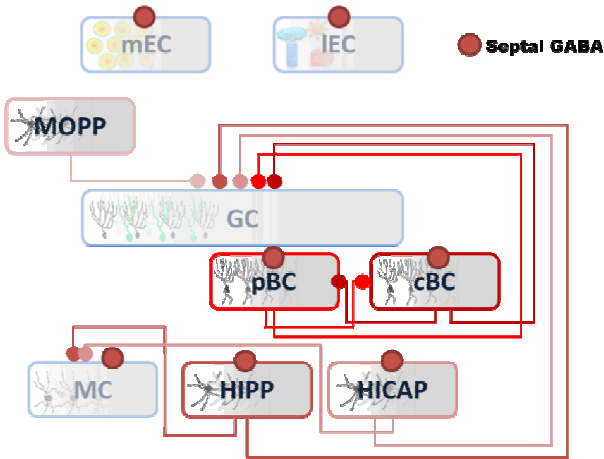 mEC
lEC
Septal GABA
MOPP
GC
pBC
cBC
MC
HIPP
HICAP